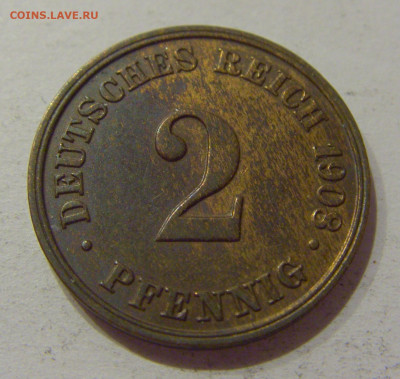 COINS.LAVE.RU
· DEUTSCHES REICH 1908 ·
2
PFENNIG